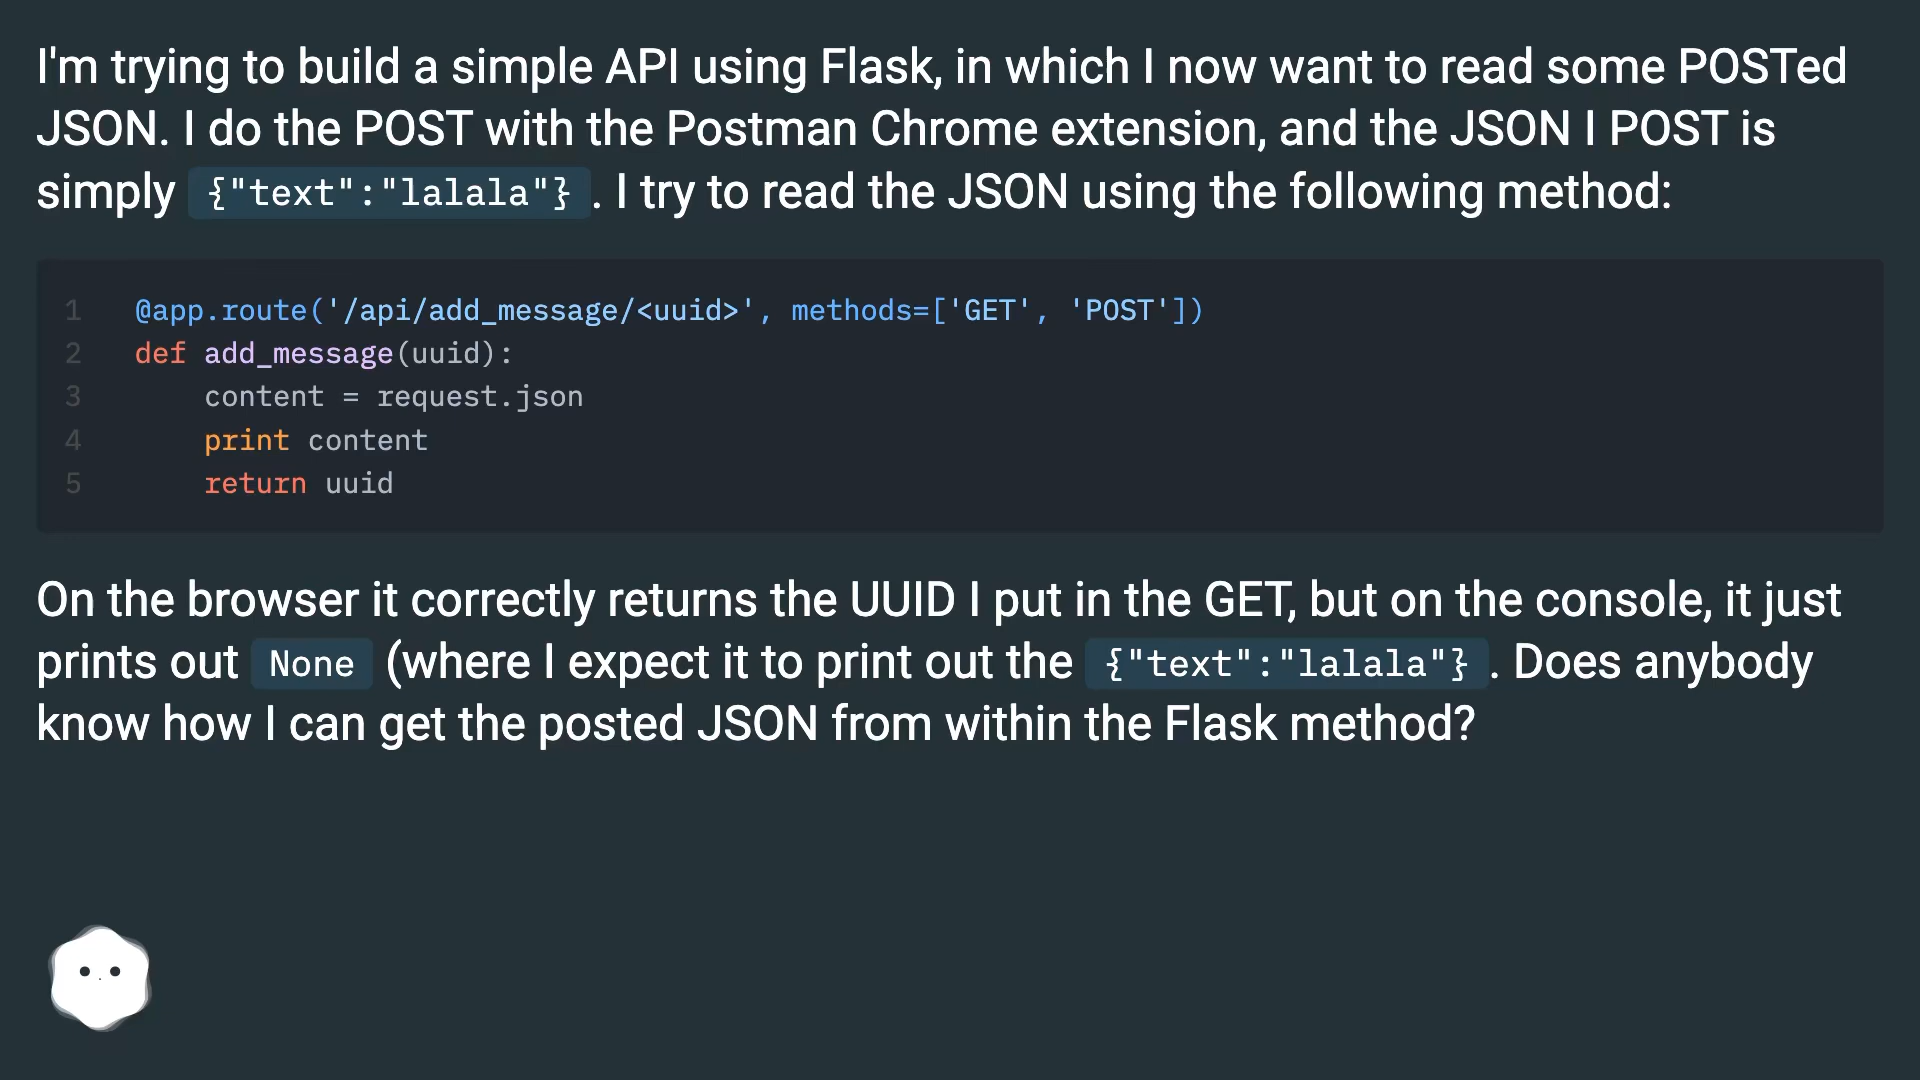 I'm trying to build a simple API using Flask, in which I now want to read some POSTed
JSON. I do the POST with the Postman Chrome extension, and the JSON I POST is
simply {"text":"lalala"}. I try to read the JSON using the following method:
1 @app.route('/api/add_message/<uuid>', methods=['GET', 'POST'])
2 def add_message(uuid):
3     content = request.json
4     print content
5     return uuid
On the browser it correctly returns the UUID I put in the GET, but on the console, it just
prints out None (where I expect it to print out the {"text":"lalala"}. Does anybody
know how I can get the posted JSON from within the Flask method?